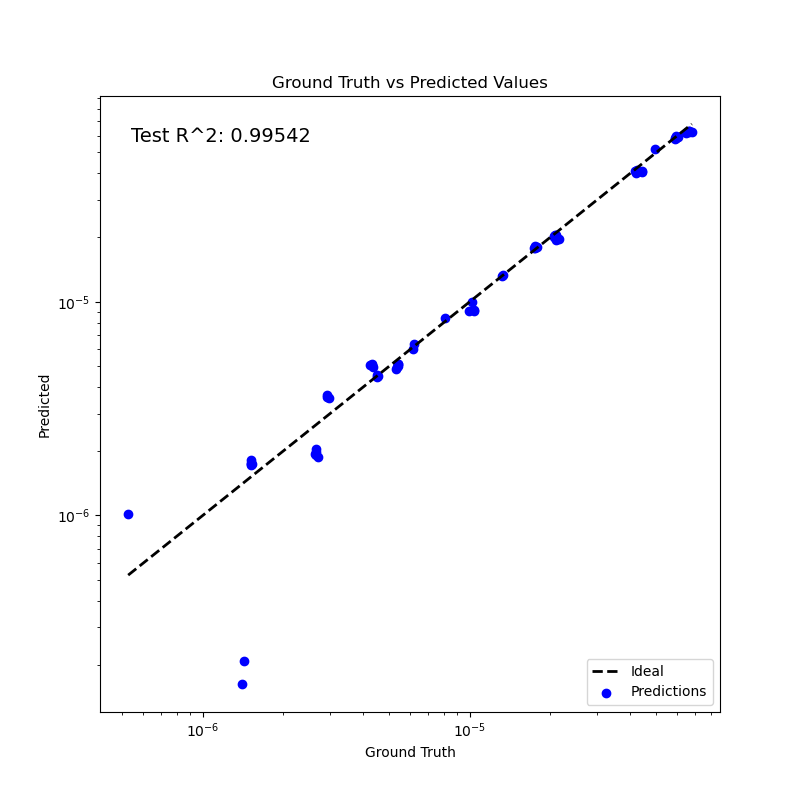 Ground Truth vs Predicted Values
Test R^2: 0.99542
Predicted
10⁻⁵
10⁻⁶
10⁻⁶
10⁻⁵
Ground Truth
Ideal
Predictions